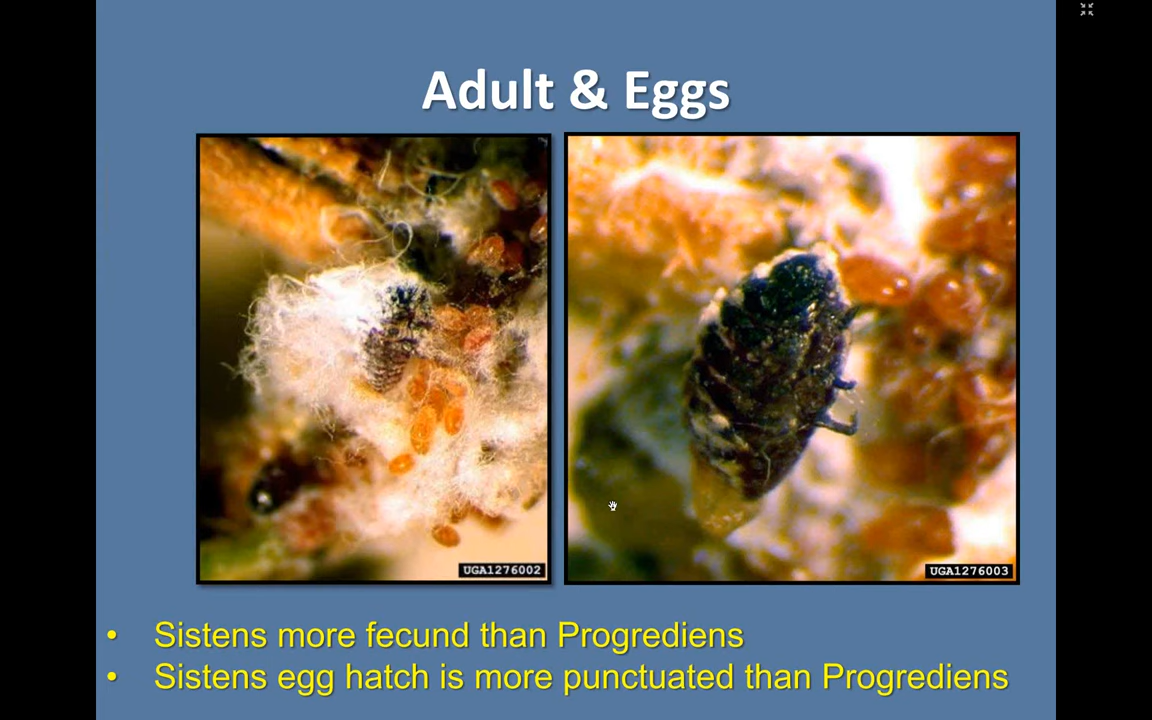 Adult & Eggs
UGA1276002
UGA1276003
• Sistens more fecund than Progrediens
• Sistens egg hatch is more punctuated than Progrediens